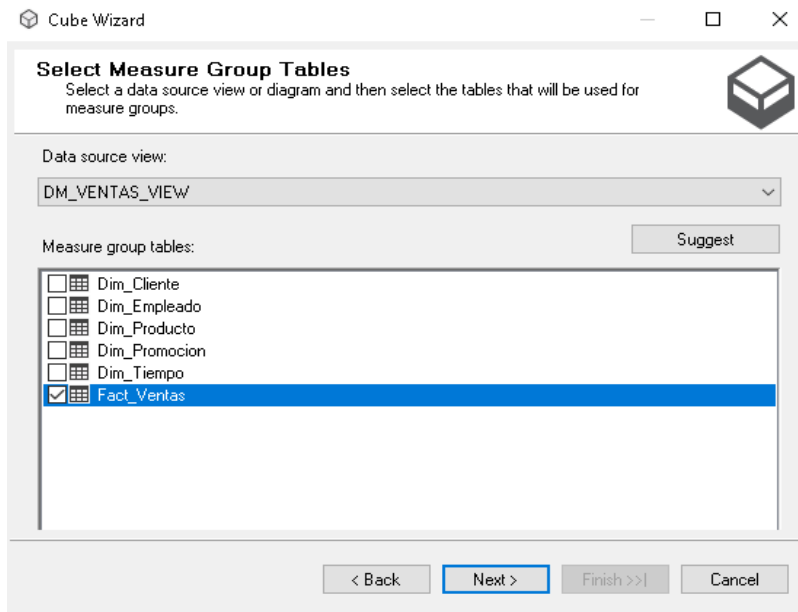 Cube Wizard
Select Measure Group Tables
Select a data source view or diagram and then select the tables that will be used for
measure groups.
Data source view:
DM_VENTAS_VIEW
Measure group tables:
Suggest
Dim_Cliente
Dim_Empleado
Dim_Producto
Dim_Promocion
Dim_Tiempo
Fact_Ventas
< Back
Next >
Finish >>|
Cancel